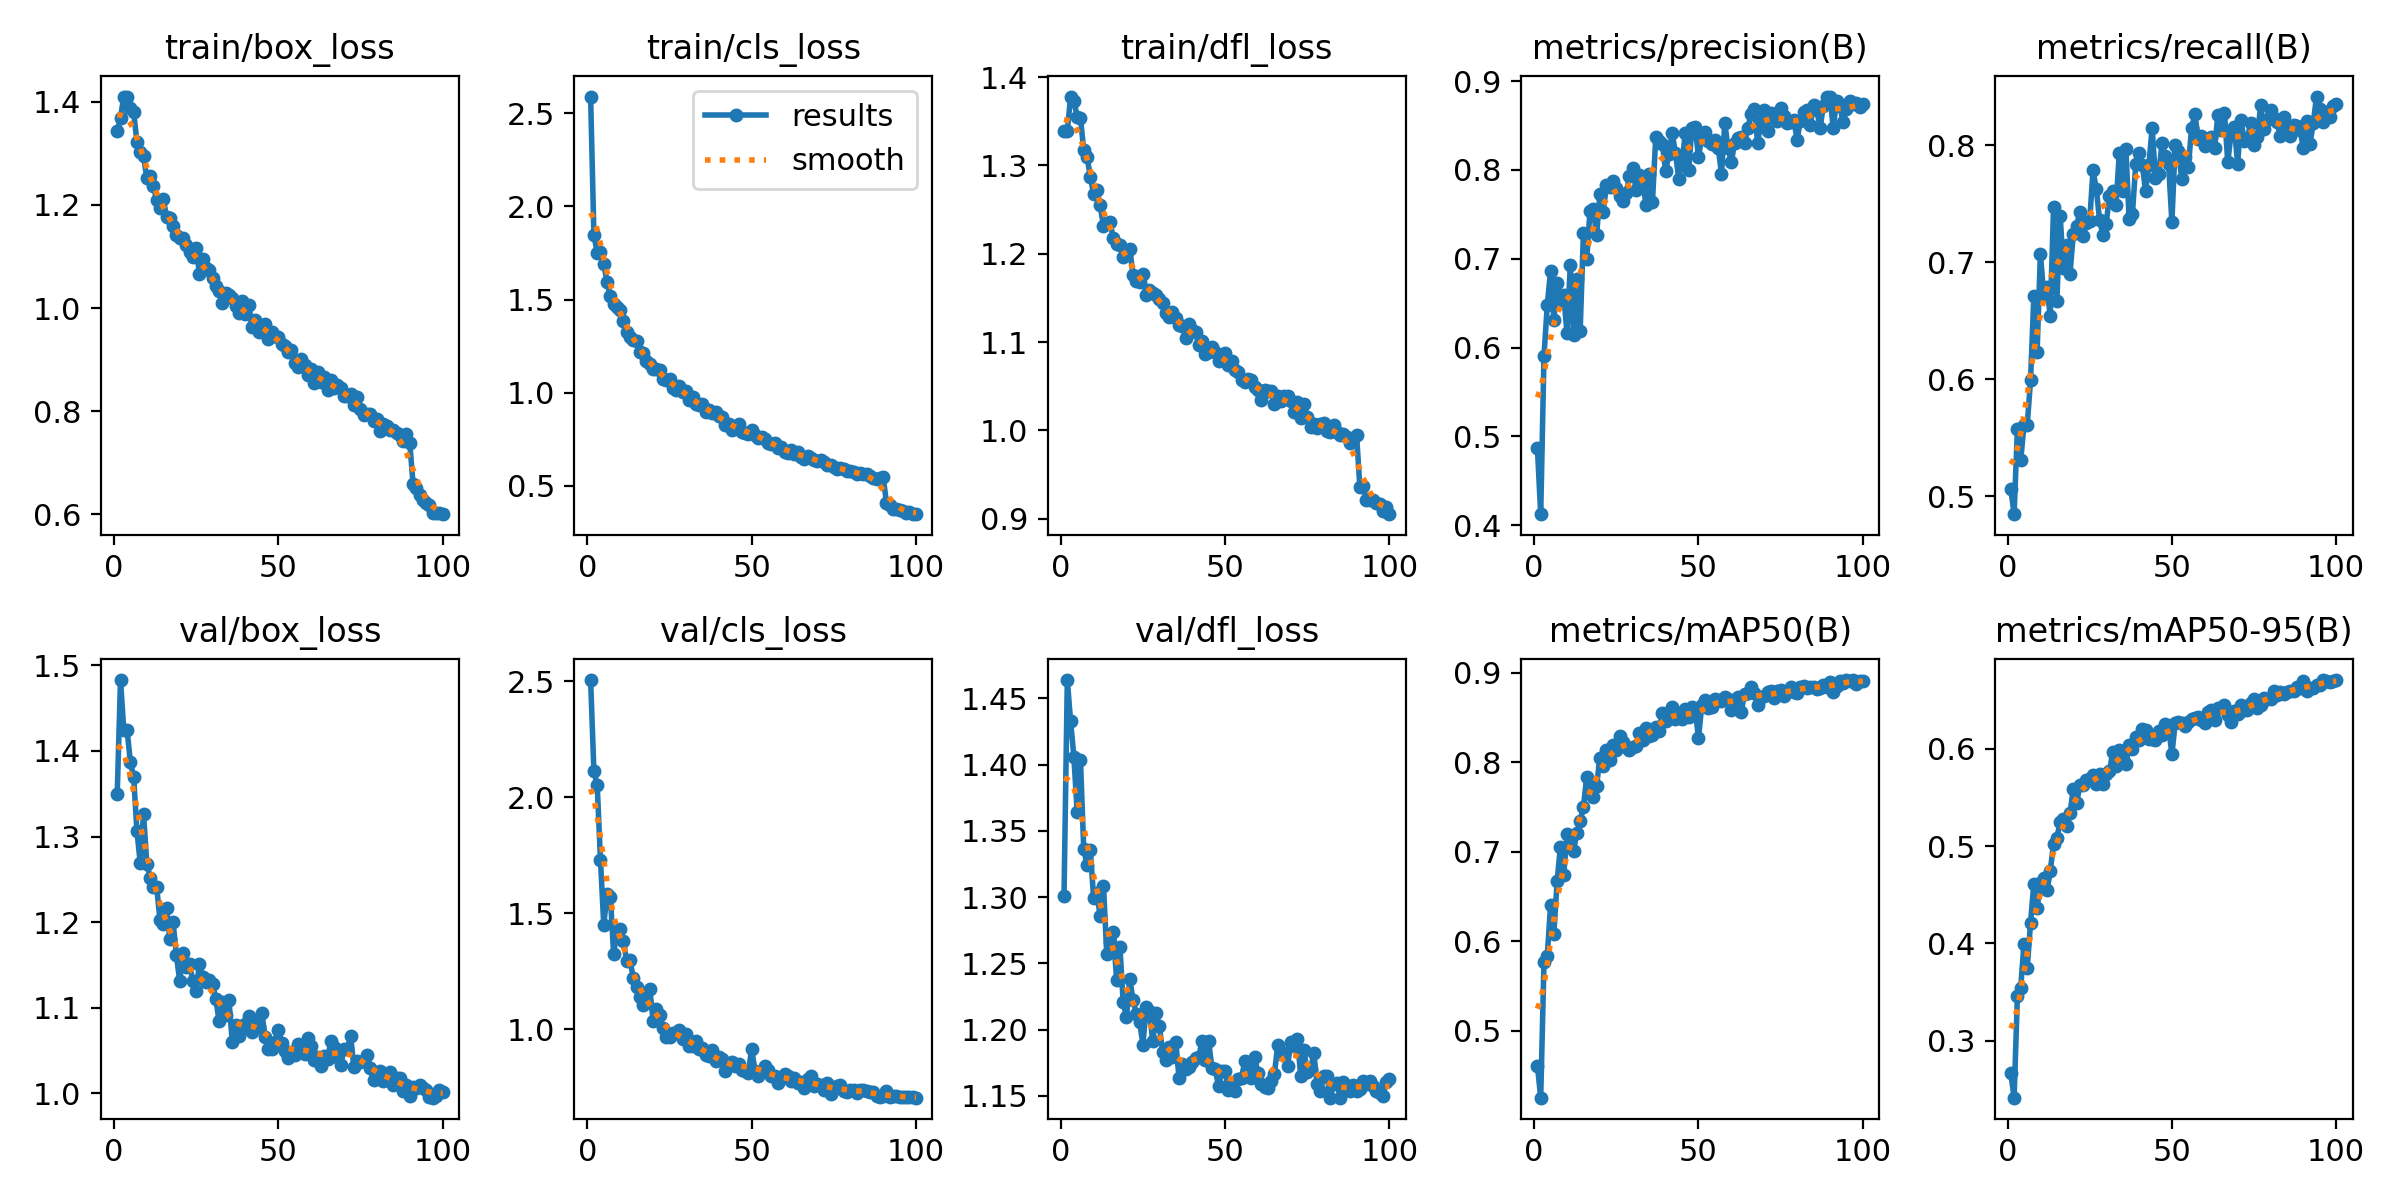 train/box_loss
train/cls_loss
train/dfl_loss
metrics/precision(B)
metrics/recall(B)
1.4
1.2
1.0
0.8
0.6
0 50 100
results
smooth
2.5
2.0
1.5
1.0
0.5
0 50 100
1.4
1.3
1.2
1.1
1.0
0.9
0 50 100
0.9
0.8
0.7
0.6
0.5
0.4
0 50 100
0.8
0.7
0.6
0.5
0 50 100
val/box_loss
val/cls_loss
val/dfl_loss
metrics/mAP50(B)
metrics/mAP50-95(B)
1.5
1.4
1.3
1.2
1.1
1.0
0 50 100
2.5
2.0
1.5
1.0
0 50 100
1.45
1.40
1.35
1.30
1.25
1.20
1.15
0 50 100
0.9
0.8
0.7
0.6
0.5
0 50 100
0.6
0.5
0.4
0.3
0 50 100